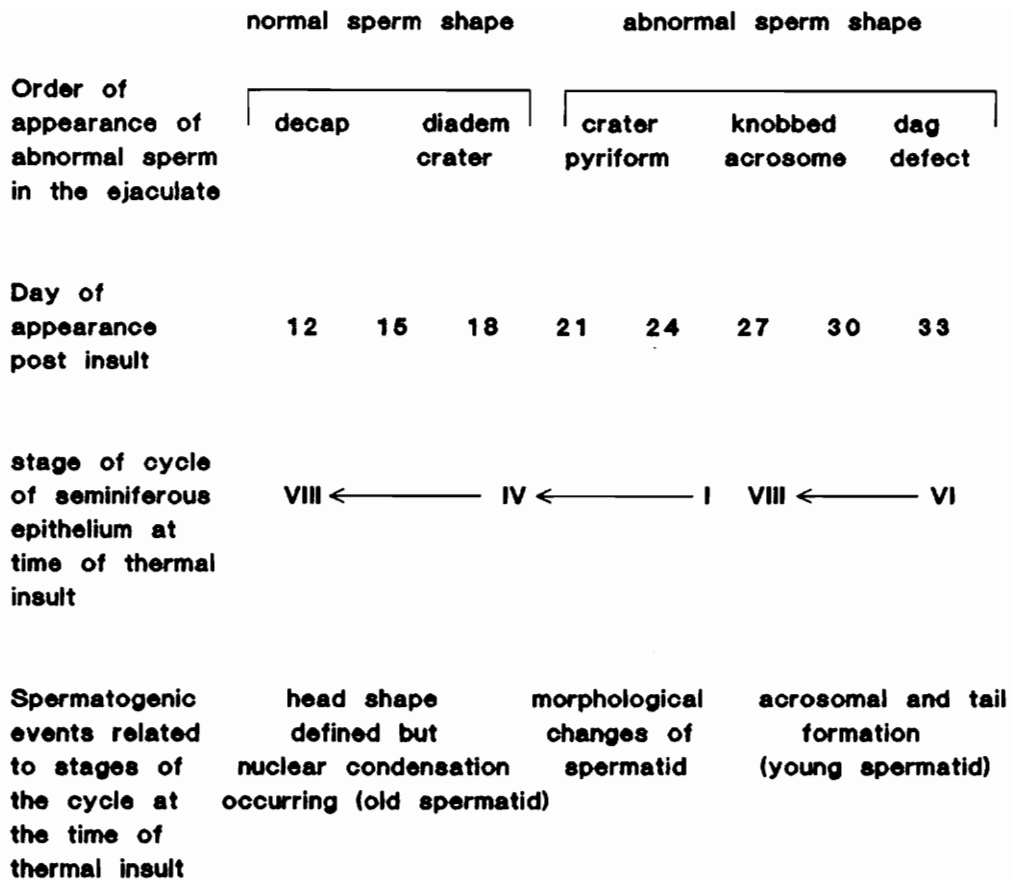 normal sperm shape abnormal sperm shape
Order of
appearance of
abnormal sperm
in the ejaculate
decap diadem
crater
crater
pyriform
knobbed
acrosome
dag
defect
Day of
appearance
post insult
12 15 18 21 24 27 30 33
stage of cycle
of seminiferous
epithelium at
time of thermal
insult
VIII ← IV ← I VIII ← VI
Spermatogenic
events related
to stages of
the cycle at
the time of
thermal insult
head shape
defined but
nuclear condensation
occurring (old spermatid)
morphological
changes of
spermatid
acrosomal and tail
formation
(young spermatid)